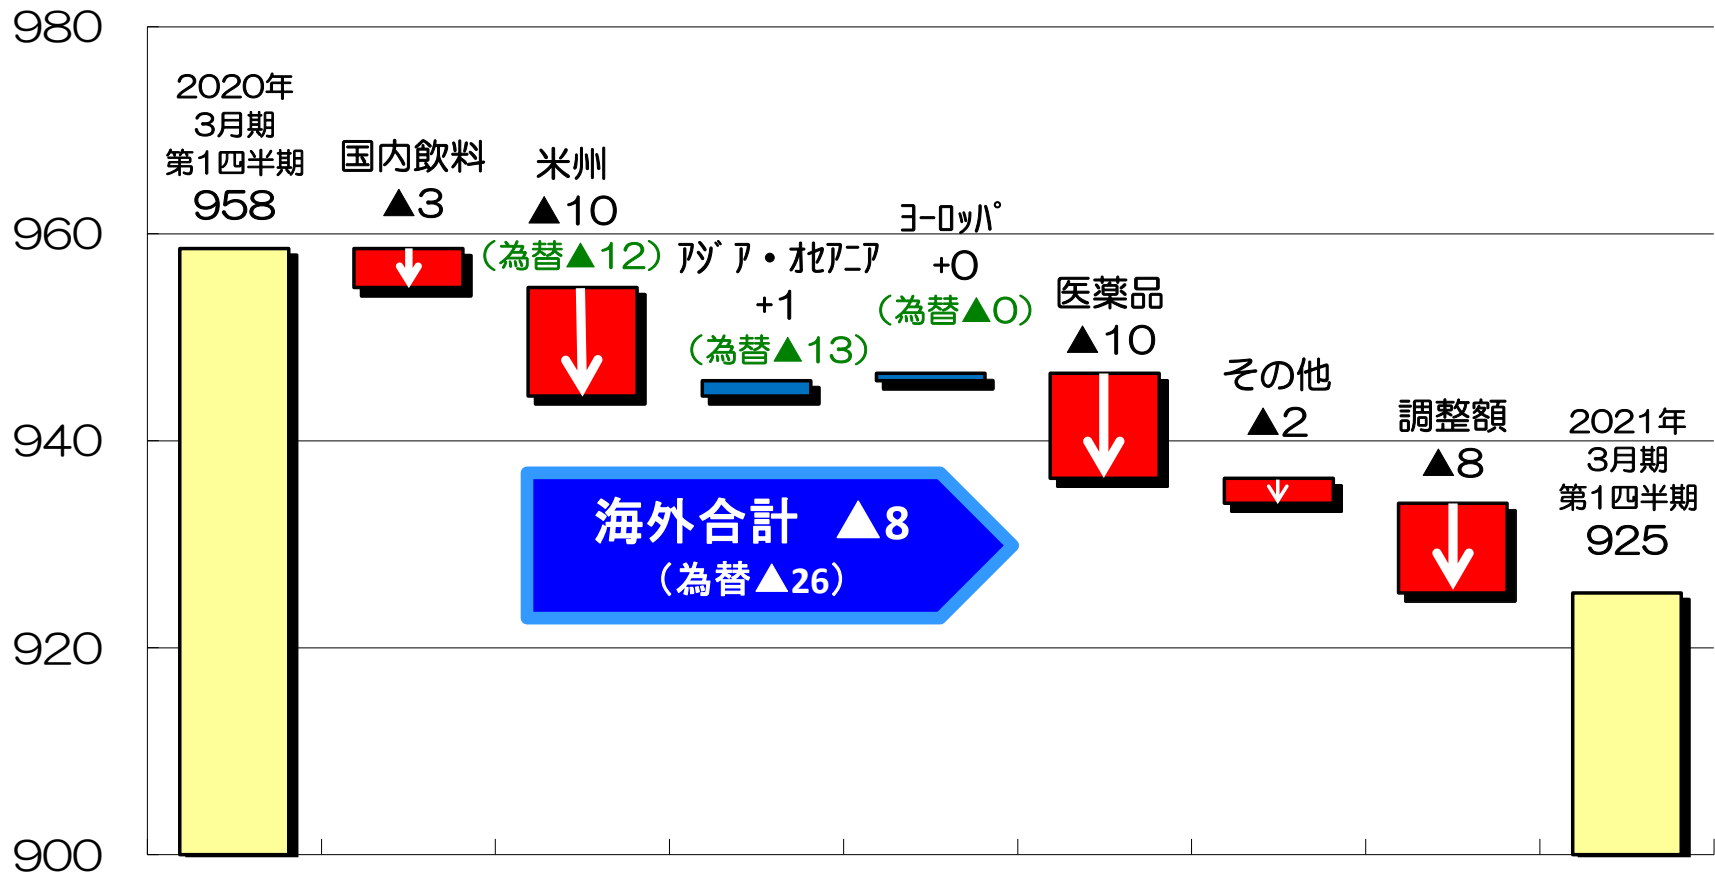 980
960
940
920
900
2020年
3月期
第1四半期
958
国内飲料
▲3
米州
▲10
（為替▲12）
ｱｼﾞｱ・ｵｾｱﾆｱ
+1
（為替▲13）
ﾖｰﾛｯﾊﾟ
+0
（為替▲0）
医薬品
▲10
その他
▲2
調整額
▲8
2021年
3月期
第1四半期
925
海外合計 ▲8
（為替▲26）